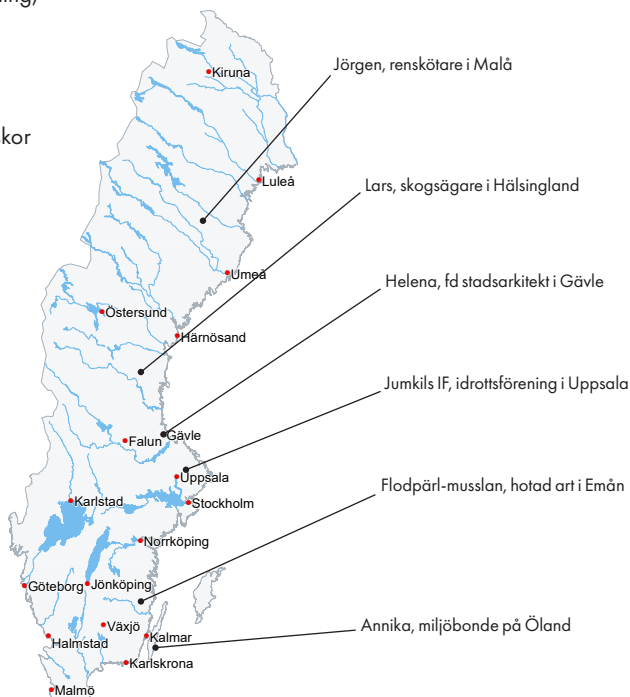 Kiruna
Jörgen, renskötare i Malå
Luleå
Lars, skogsägare i Hälsingland
Umeå
Helena, fd stadsarkitekt i Gävle
Östersund
Härnösand
Jumkils IF, idrottsförening i Uppsala
Gävle
Falun
Uppsala
Flodpärl-musslan, hotad art i Emån
Karlstad
Stockholm
Norrköping
Göteborg
Jönköping
Växjö
Annika, miljöbonde på Öland
Kalmar
Halmstad
Karlskrona
Malmö